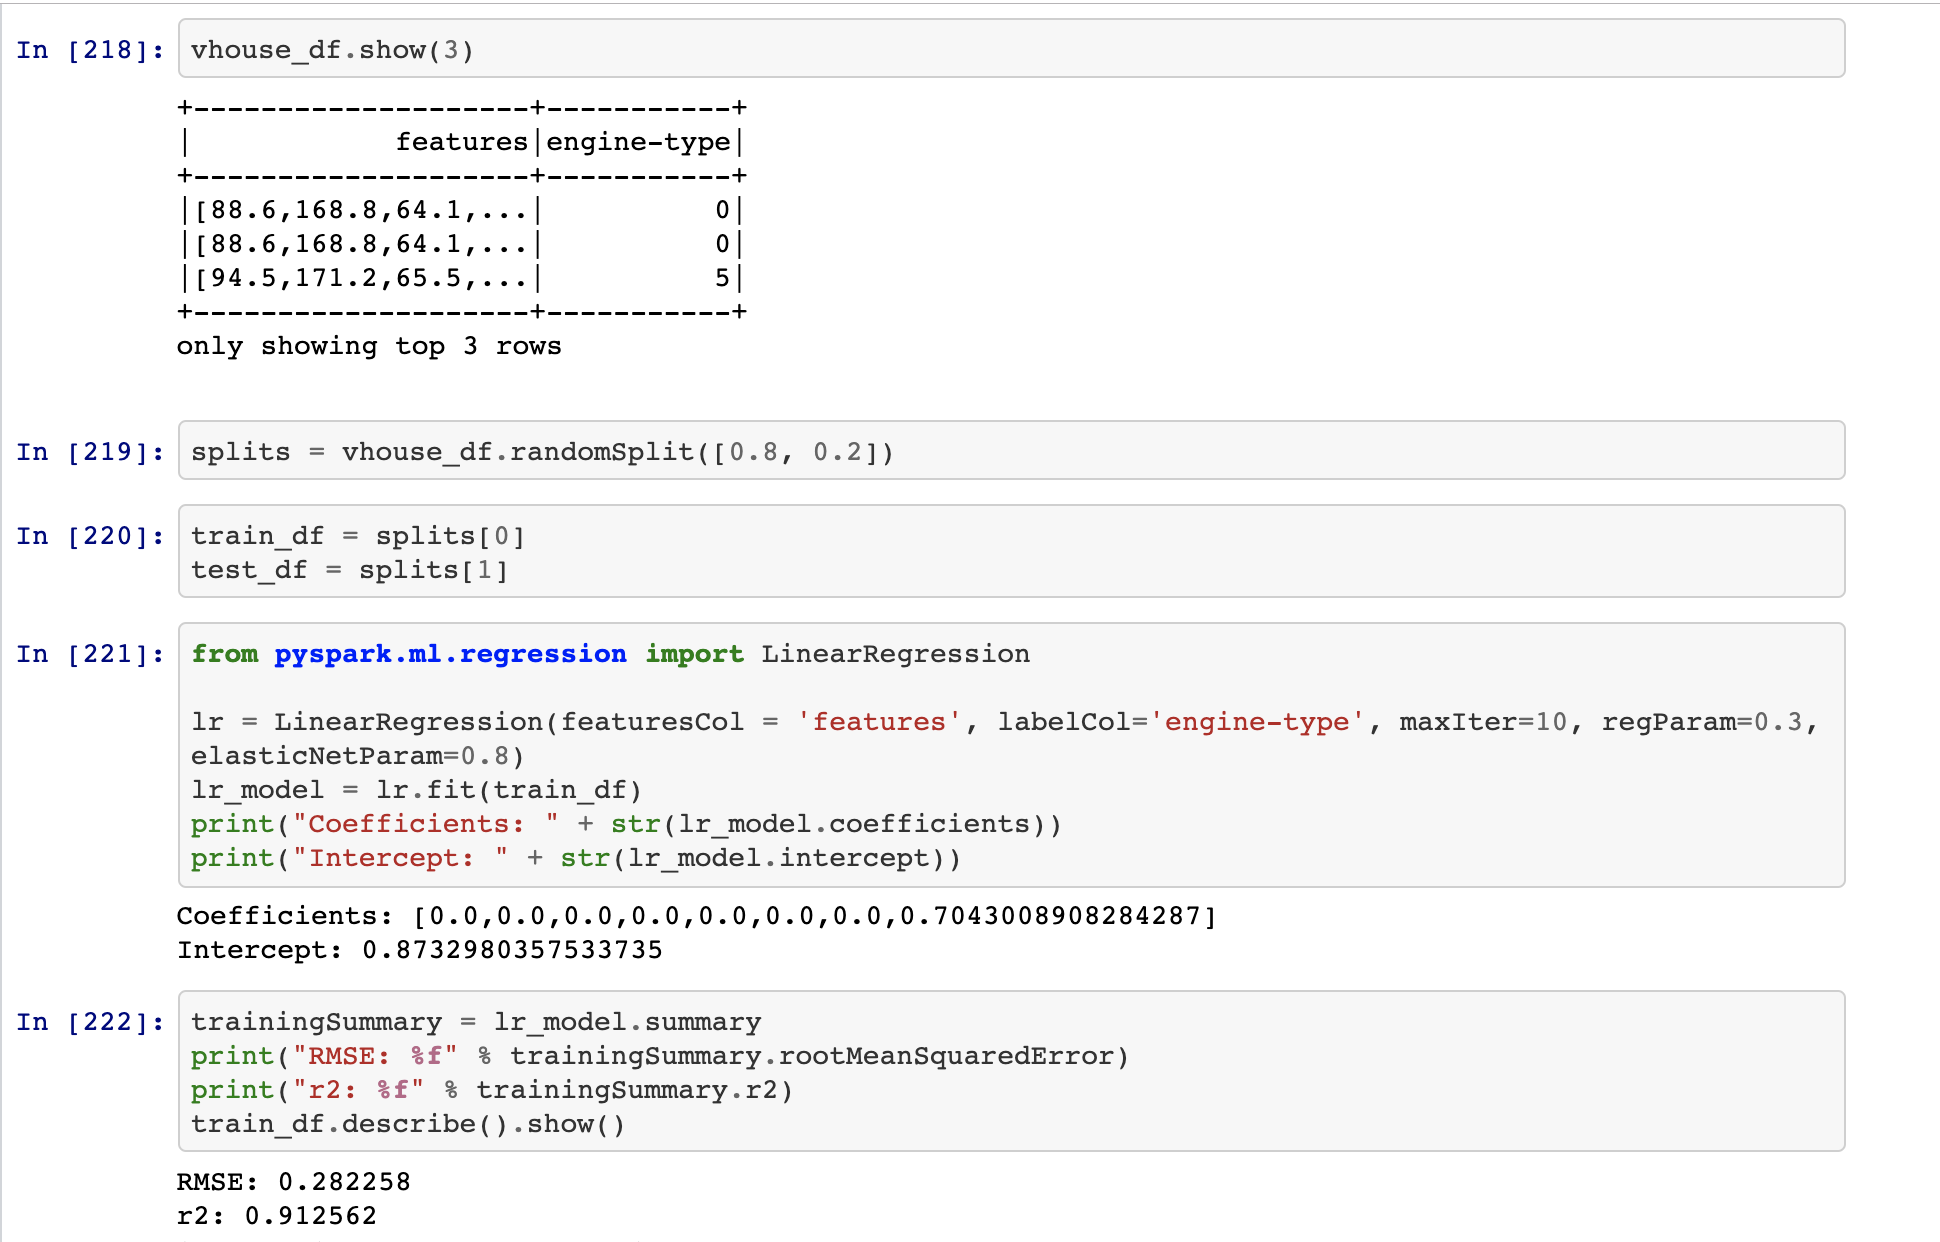 In [218]: vhouse_df.show(3)
+--------------------+-----------+
|            features|engine-type|
+--------------------+-----------+
|[88.6,168.8,64.1,...|          0|
|[88.6,168.8,64.1,...|          0|
|[94.5,171.2,65.5,...|          5|
+--------------------+-----------+
only showing top 3 rows
In [219]: splits = vhouse_df.randomSplit([0.8, 0.2])
In [220]: train_df = splits[0]
test_df = splits[1]
In [221]: from pyspark.ml.regression import LinearRegression
lr = LinearRegression(featuresCol = 'features', labelCol='engine-type', maxIter=10, regParam=0.3,
elasticNetParam=0.8)
lr_model = lr.fit(train_df)
print("Coefficients: " + str(lr_model.coefficients))
print("Intercept: " + str(lr_model.intercept))
Coefficients: [0.0,0.0,0.0,0.0,0.0,0.0,0.0,0.7043008908284287]
Intercept: 0.8732980357533735
In [222]: trainingSummary = lr_model.summary
print("RMSE: %f" % trainingSummary.rootMeanSquaredError)
print("r2: %f" % trainingSummary.r2)
train_df.describe().show()
RMSE: 0.282258
r2: 0.912562